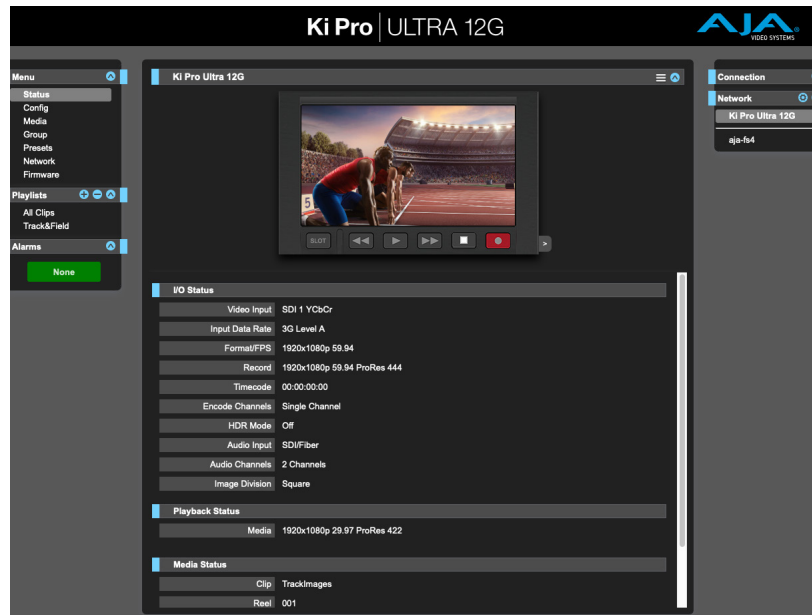 Ki Pro ULTRA 12G
AJA
VIDEO SYSTEMS
Menu
Status
Config
Media
Group
Presets
Network
Firmware
Playlists
All Clips
Track&Field
Alarms
None
Ki Pro Ultra 12G
5
SLOT
>
I/O Status
Video Input SDI 1 YCbCr
Input Data Rate 3G Level A
Format/FPS 1920x1080p 59.94
Record 1920x1080p 59.94 ProRes 444
Timecode 00:00:00:00
Encode Channels Single Channel
HDR Mode Off
Audio Input SDI/Fiber
Audio Channels 2 Channels
Image Division Square
Playback Status
Media 1920x1080p 29.97 ProRes 422
Media Status
Clip TrackImages
Reel 001
Connection
Network
Ki Pro Ultra 12G
aja-fs4